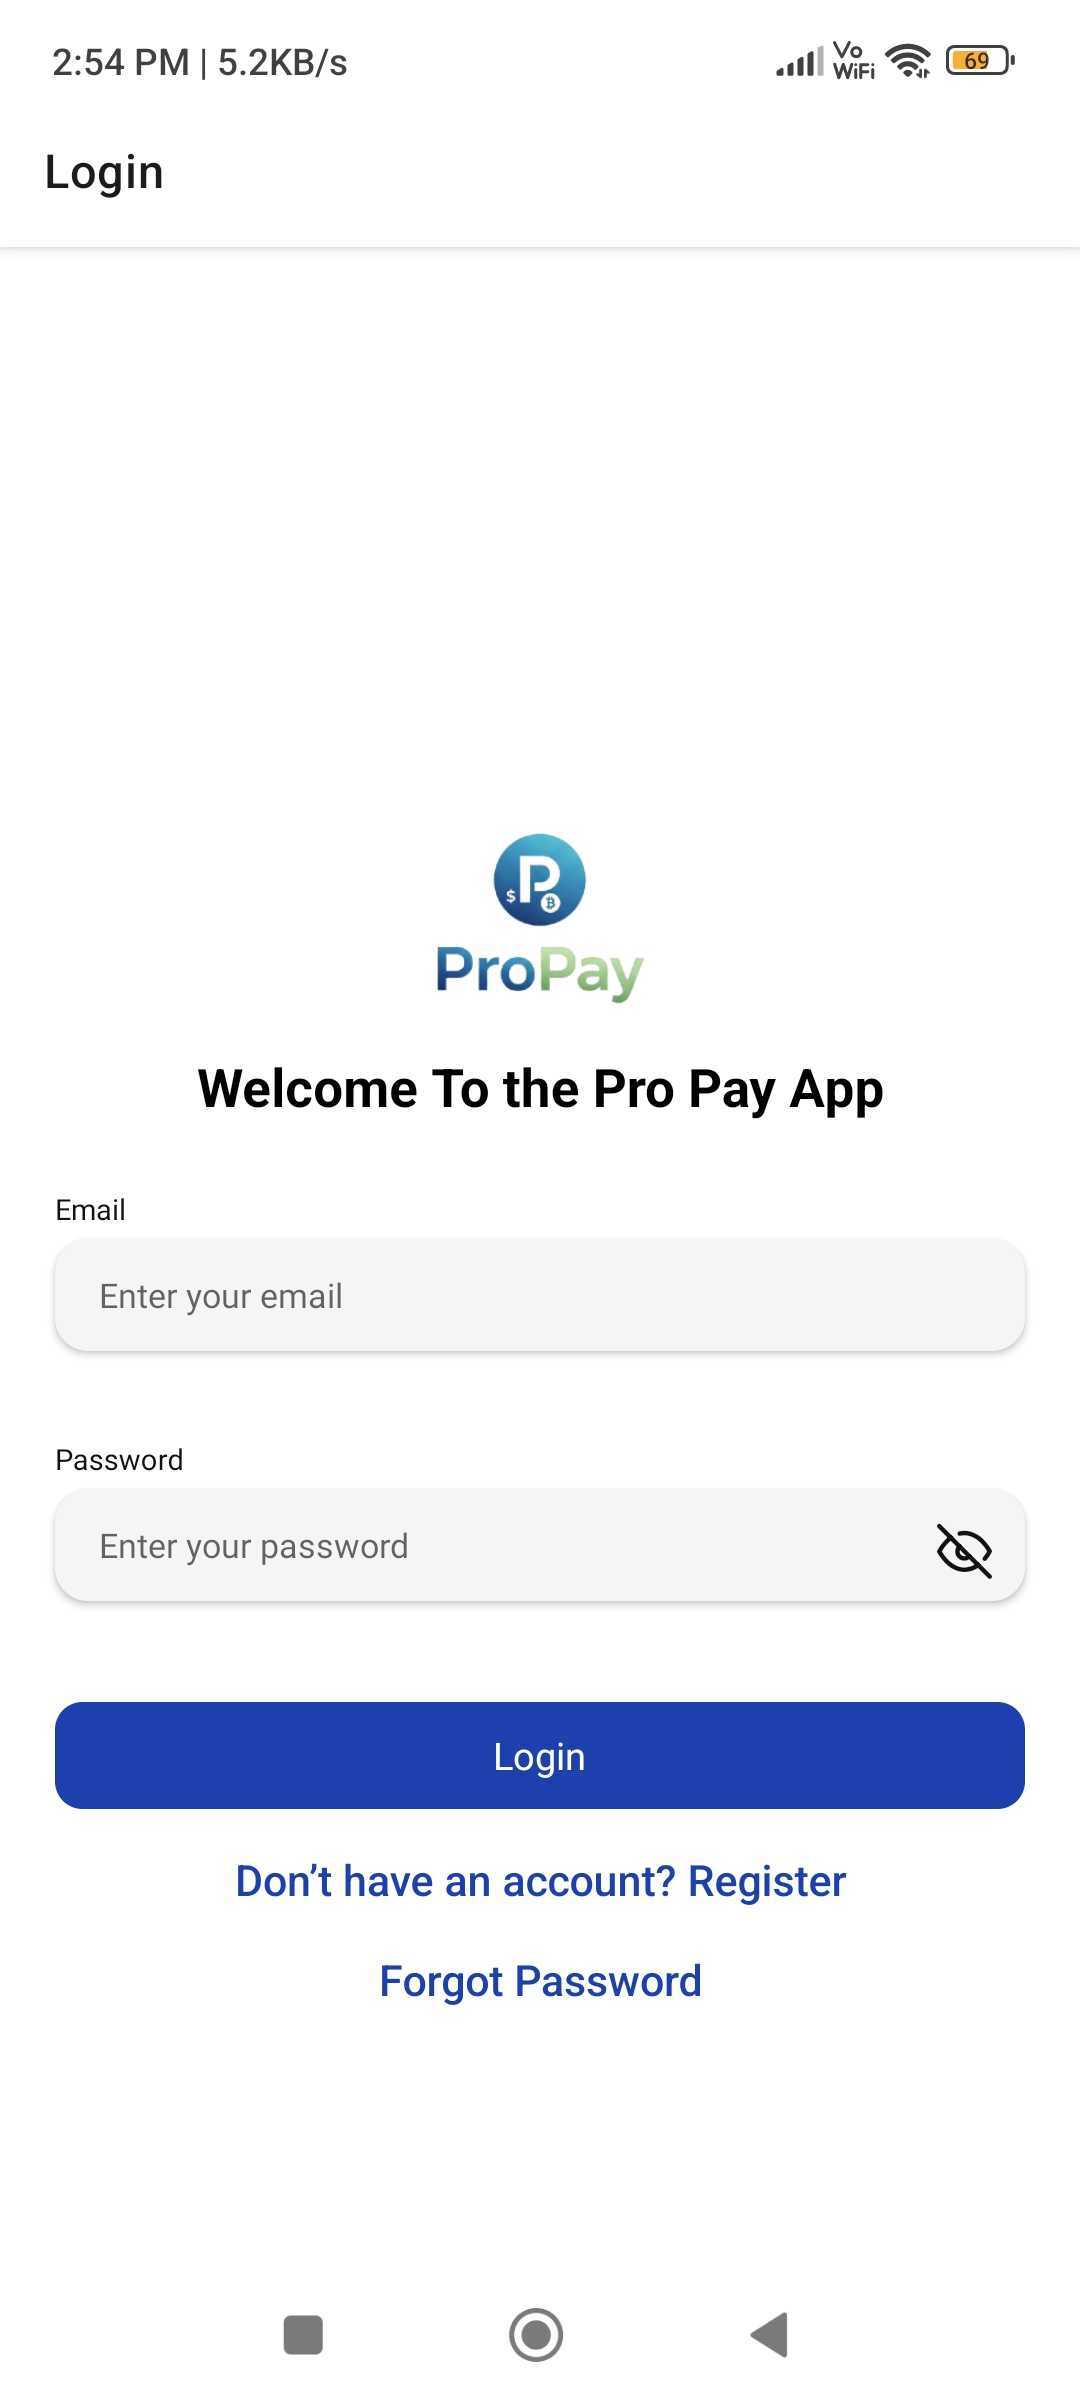 2:54 PM | 5.2KB/s Vo WiFi 69
Login
P $ ₿
ProPay
Welcome To the Pro Pay App
Email
Enter your email
Password
Enter your password
Login
Don’t have an account? Register
Forgot Password